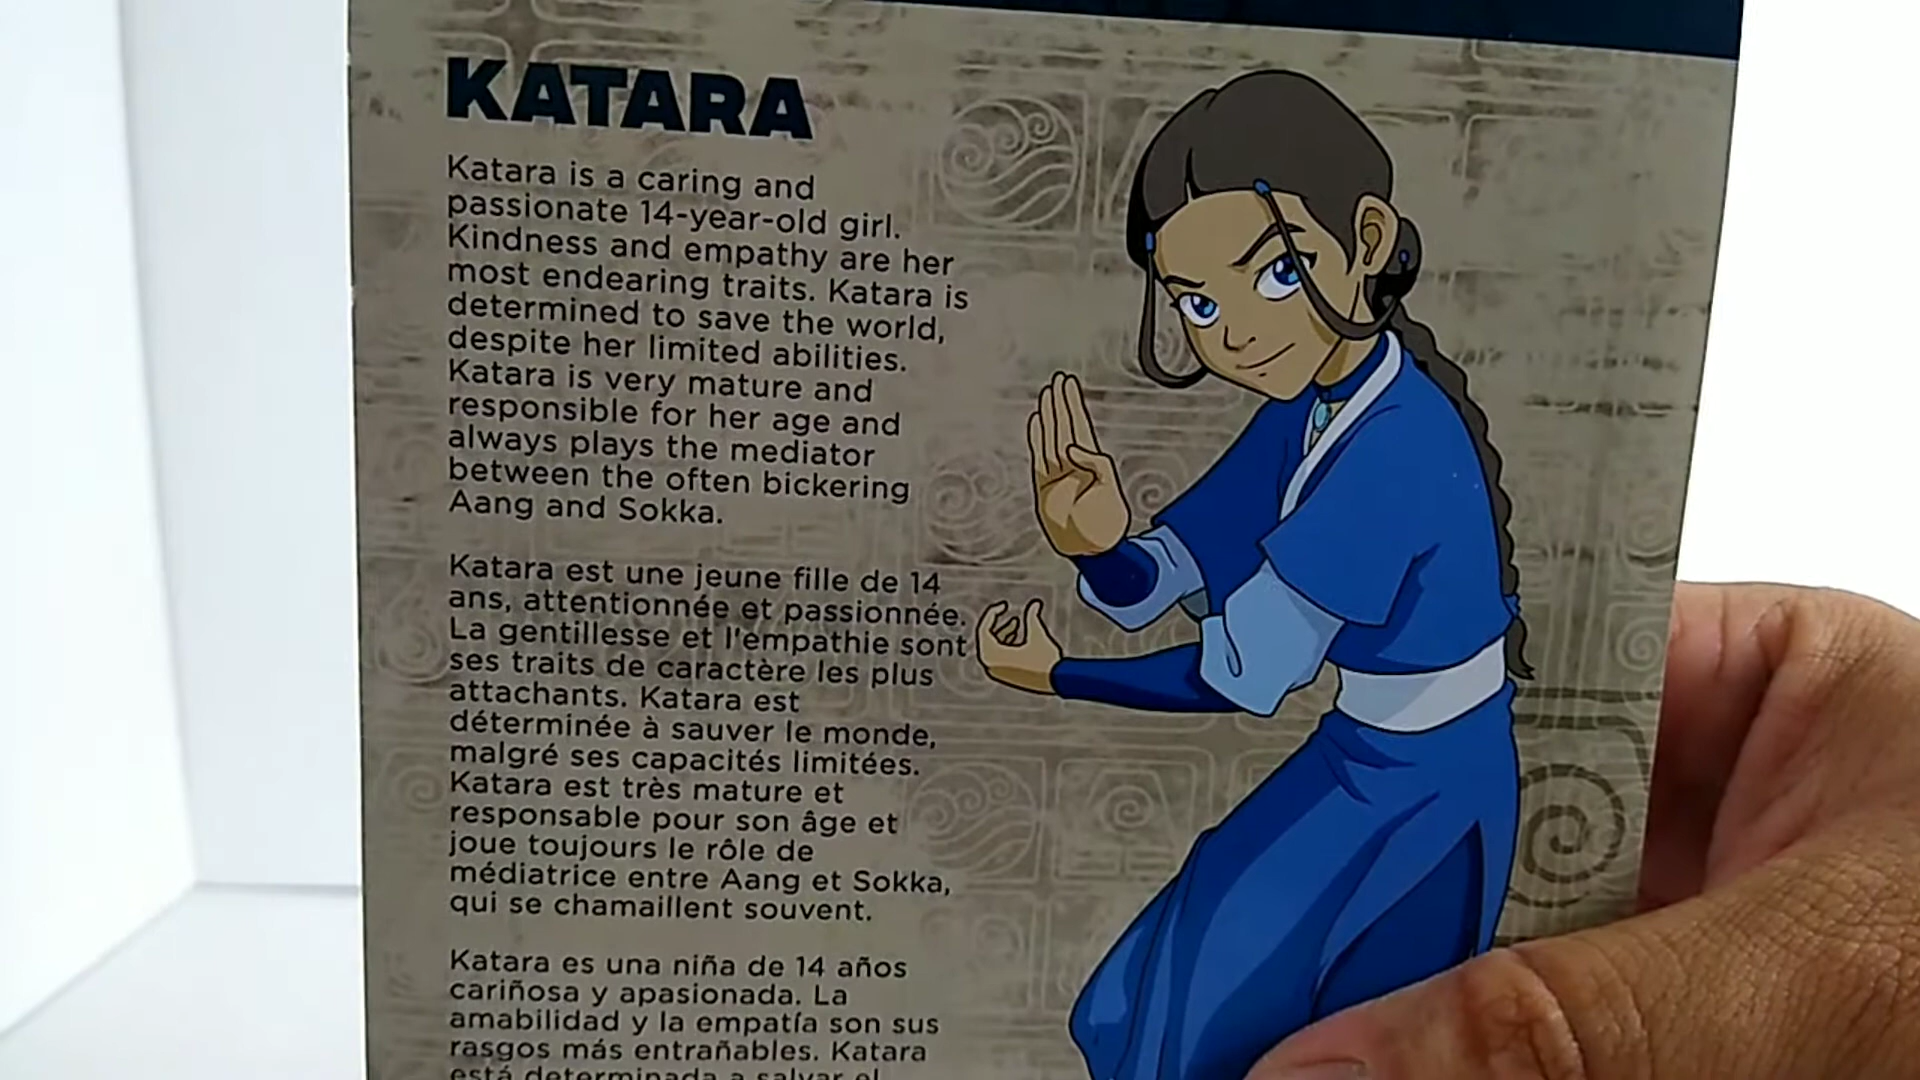 KATARA
Katara is a caring and
passionate 14-year-old girl.
Kindness and empathy are her
most endearing traits. Katara is
determined to save the world,
despite her limited abilities.
Katara is very mature and
responsible for her age and
always plays the mediator
between the often bickering
Aang and Sokka.
Katara est une jeune fille de 14
ans, attentionnée et passionnée.
La gentillesse et l'empathie sont
ses traits de caractère les plus
attachants. Katara est
déterminée à sauver le monde,
malgré ses capacités limitées.
Katara est très mature et
responsable pour son âge et
joue toujours le rôle de
médiatrice entre Aang et Sokka,
qui se chamaillent souvent.
Katara es una niña de 14 años
cariñosa y apasionada. La
amabilidad y la empatía son sus
rasgos más entrañables. Katara
está determinada a salvar el